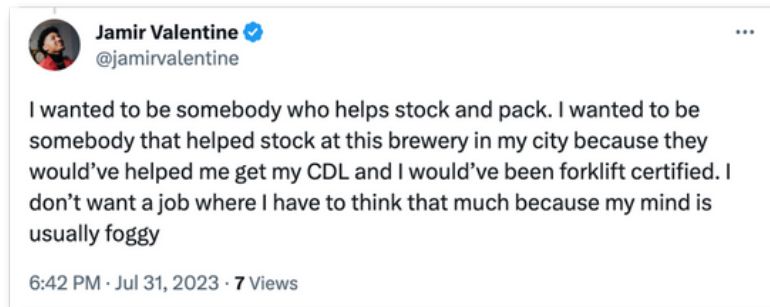 Jamir Valentine
@jamirvalentine
I wanted to be somebody who helps stock and pack. I wanted to be
somebody that helped stock at this brewery in my city because they
would’ve helped me get my CDL and I would’ve been forklift certified. I
don’t want a job where I have to think that much because my mind is
usually foggy
6:42 PM · Jul 31, 2023 · 7 Views